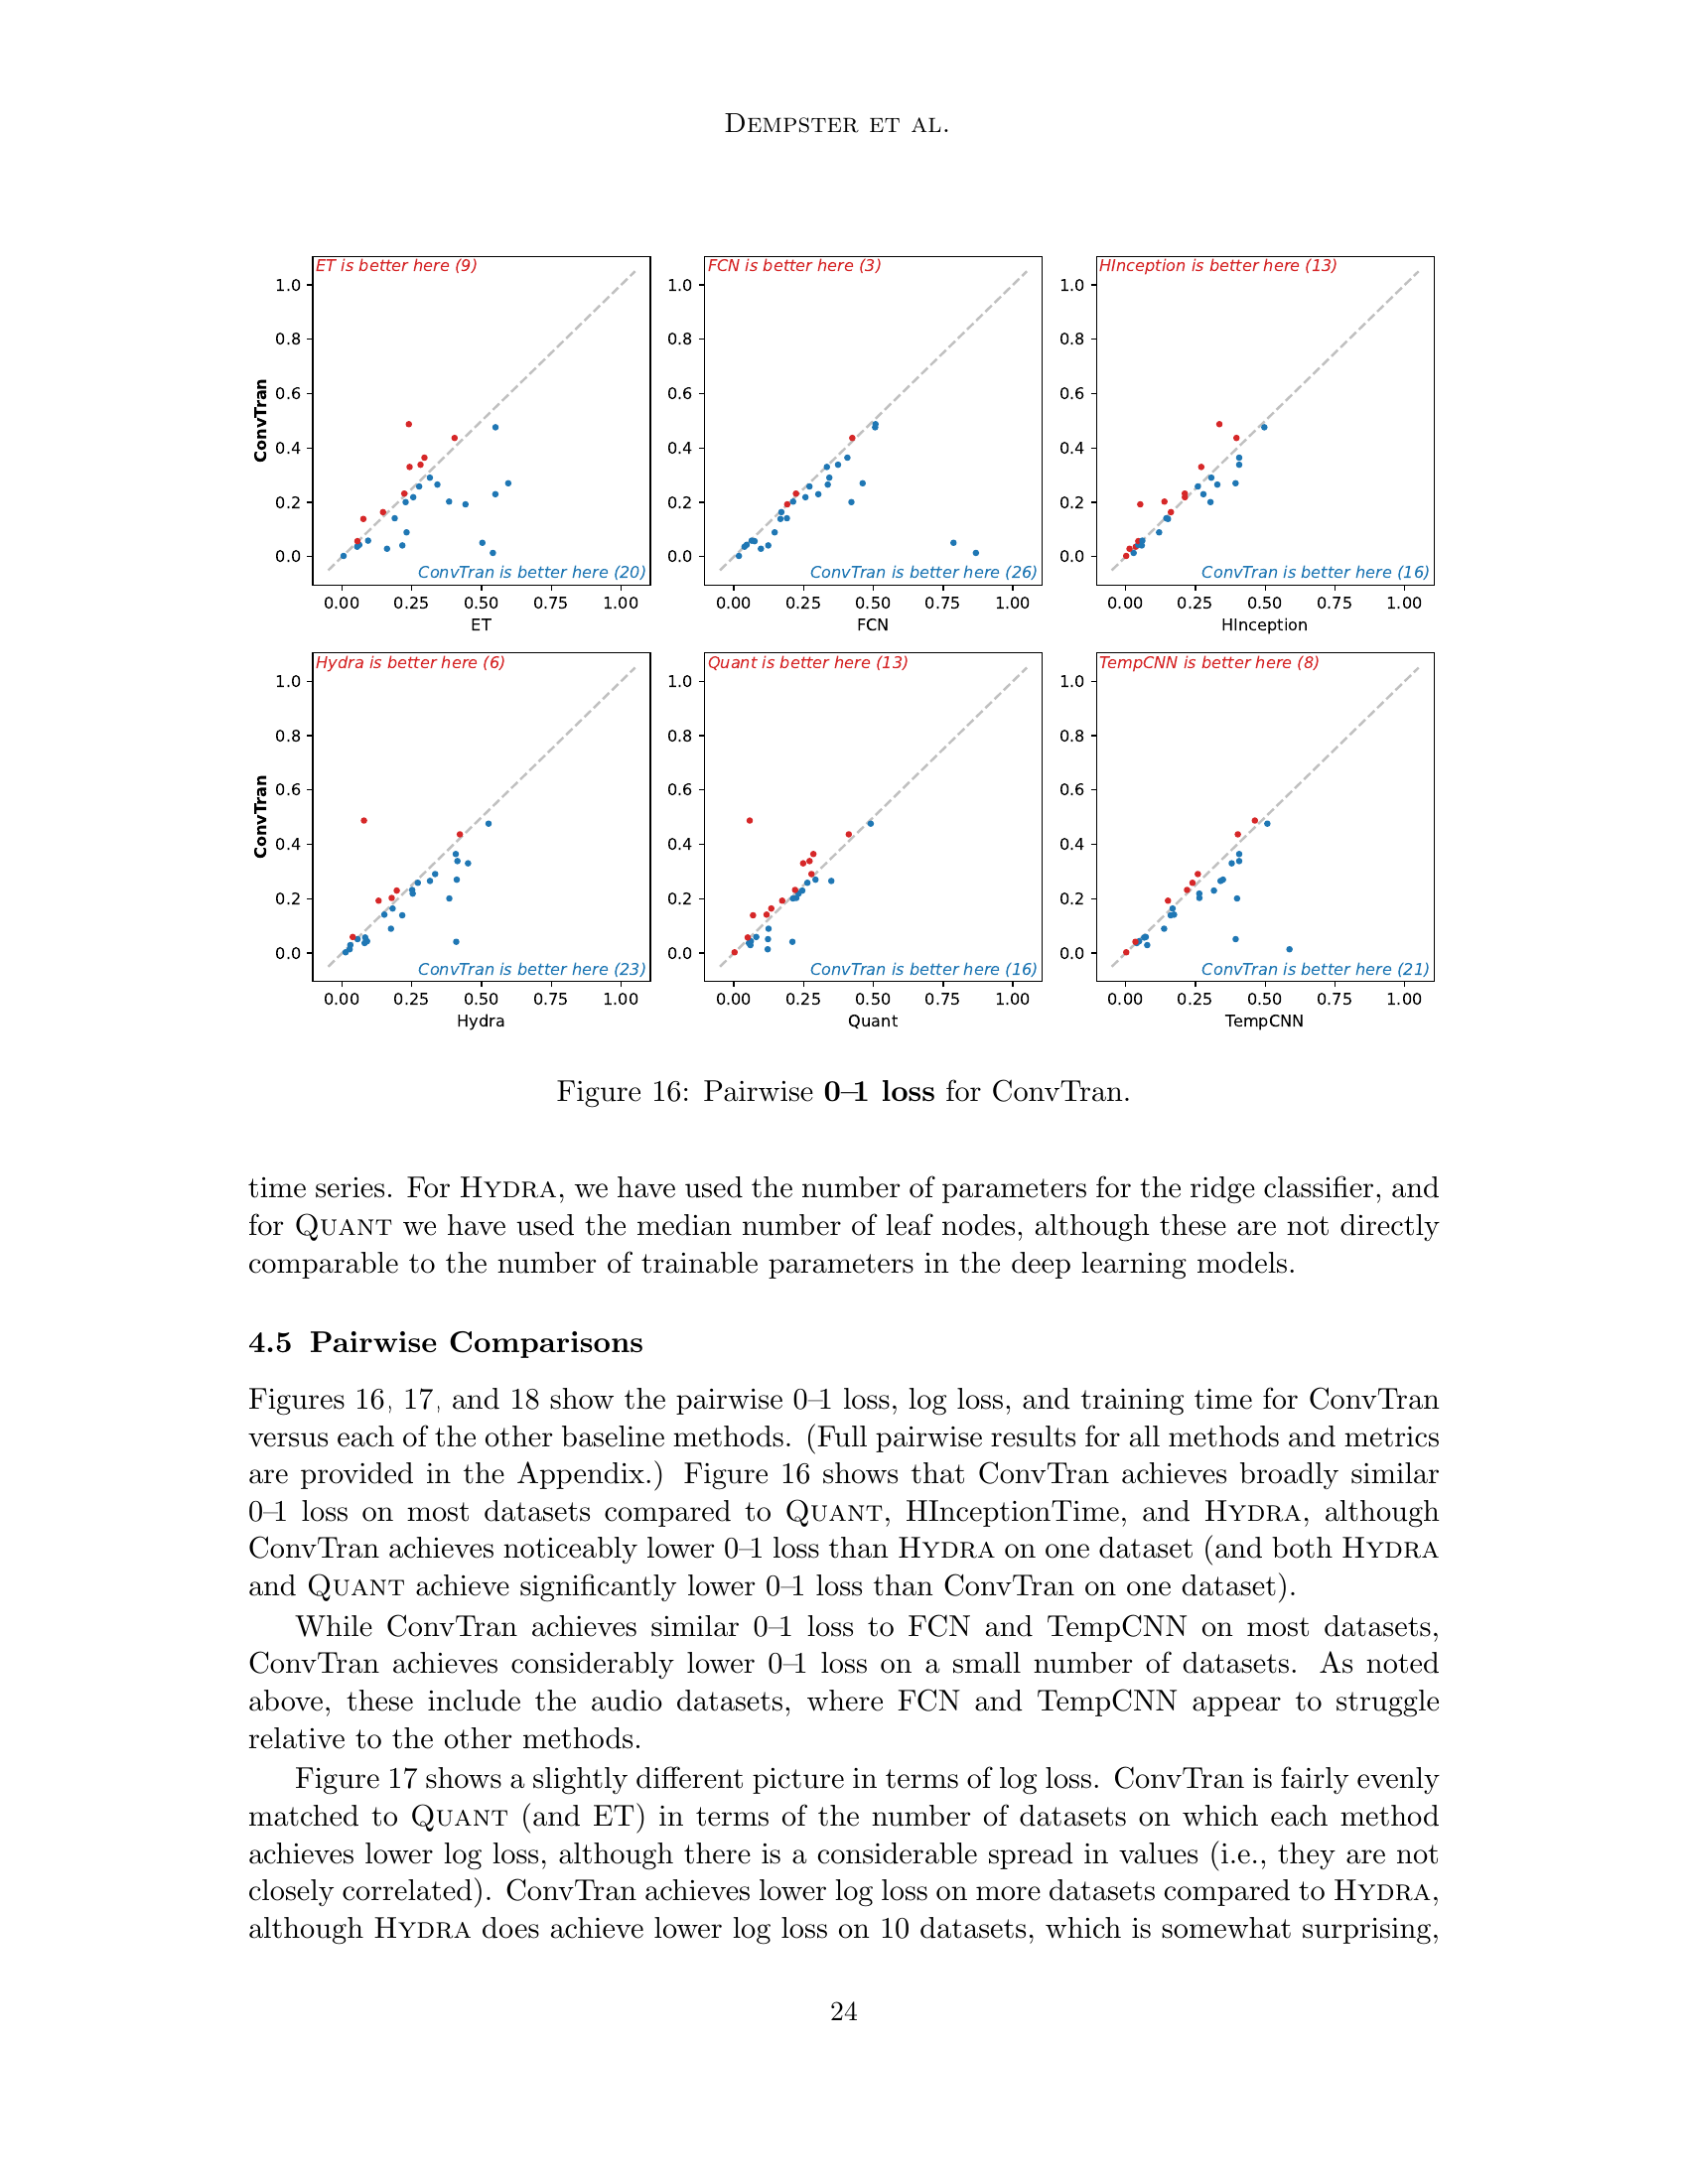 DEMPSTER ET AL.
ET is better here (9)
FCN is better here (3)
HInception is better here (13)
1.0
0.8
0.6
0.4
0.2
0.0
ConvTran
1.0
0.8
0.6
0.4
0.2
0.0
1.0
0.8
0.6
0.4
0.2
0.0
ConvTran is better here (20)
ConvTran is better here (26)
ConvTran is better here (16)
0.00 0.25 0.50 0.75 1.00
0.00 0.25 0.50 0.75 1.00
0.00 0.25 0.50 0.75 1.00
ET
FCN
HInception
Hydra is better here (6)
Quant is better here (13)
TempCNN is better here (8)
1.0
0.8
0.6
0.4
0.2
0.0
ConvTran
1.0
0.8
0.6
0.4
0.2
0.0
1.0
0.8
0.6
0.4
0.2
0.0
ConvTran is better here (23)
ConvTran is better here (16)
ConvTran is better here (21)
0.00 0.25 0.50 0.75 1.00
0.00 0.25 0.50 0.75 1.00
0.00 0.25 0.50 0.75 1.00
Hydra
Quant
TempCNN
Figure 16: Pairwise 0–1 loss for ConvTran.
time series. For HYDRA, we have used the number of parameters for the ridge classifier, and
for QUANT we have used the median number of leaf nodes, although these are not directly
comparable to the number of trainable parameters in the deep learning models.
4.5 Pairwise Comparisons
Figures 16, 17, and 18 show the pairwise 0–1 loss, log loss, and training time for ConvTran
versus each of the other baseline methods. (Full pairwise results for all methods and metrics
are provided in the Appendix.) Figure 16 shows that ConvTran achieves broadly similar
0–1 loss on most datasets compared to QUANT, HInceptionTime, and HYDRA, although
ConvTran achieves noticeably lower 0–1 loss than HYDRA on one dataset (and both HYDRA
and QUANT achieve significantly lower 0–1 loss than ConvTran on one dataset).
While ConvTran achieves similar 0–1 loss to FCN and TempCNN on most datasets,
ConvTran achieves considerably lower 0–1 loss on a small number of datasets. As noted
above, these include the audio datasets, where FCN and TempCNN appear to struggle
relative to the other methods.
Figure 17 shows a slightly different picture in terms of log loss. ConvTran is fairly evenly
matched to QUANT (and ET) in terms of the number of datasets on which each method
achieves lower log loss, although there is a considerable spread in values (i.e., they are not
closely correlated). ConvTran achieves lower log loss on more datasets compared to HYDRA,
although HYDRA does achieve lower log loss on 10 datasets, which is somewhat surprising,
24